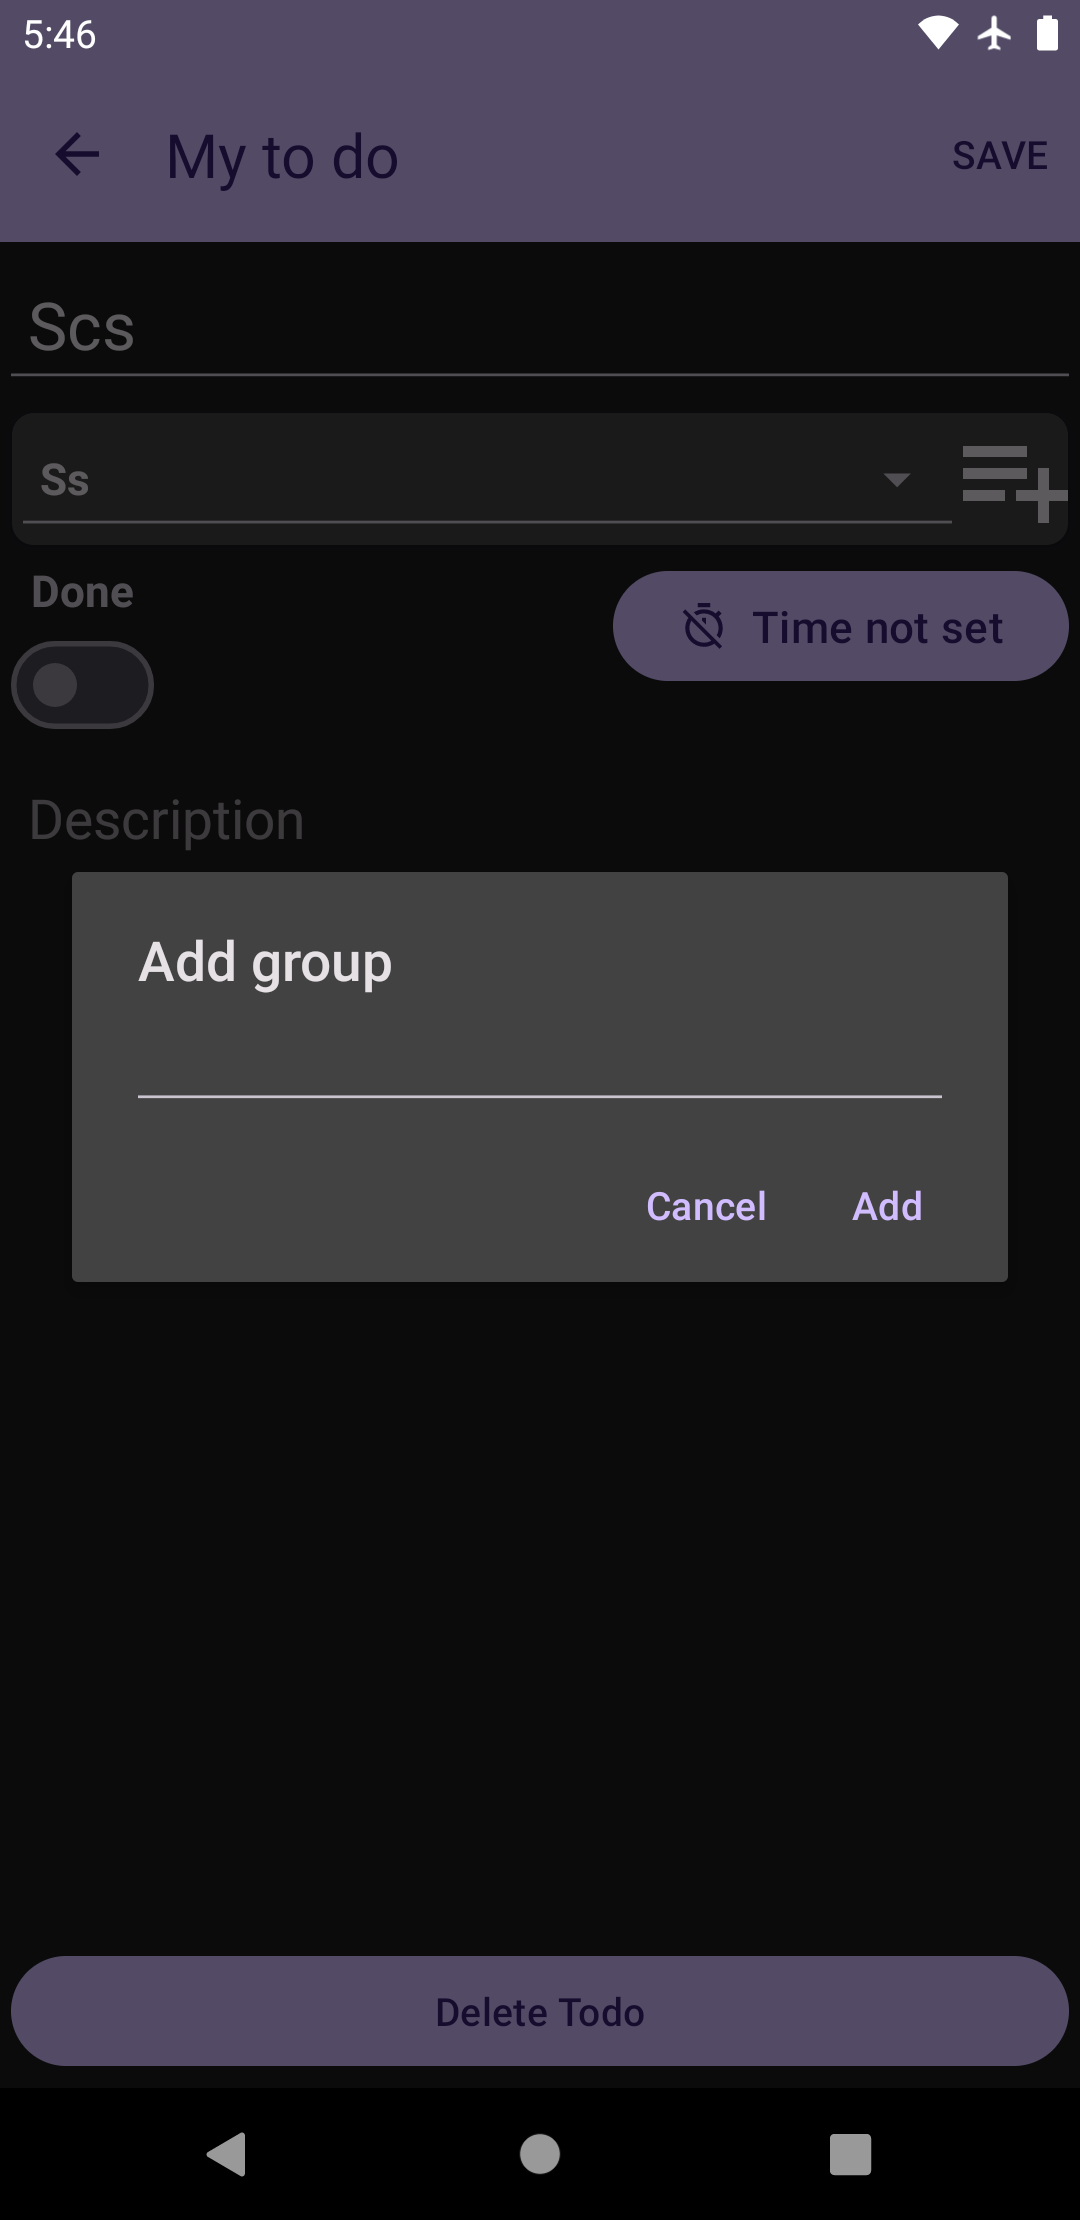 5:46
My to do
SAVE
Scs
Ss
Done
Time not set
Description
Add group
Cancel
Add
Delete Todo